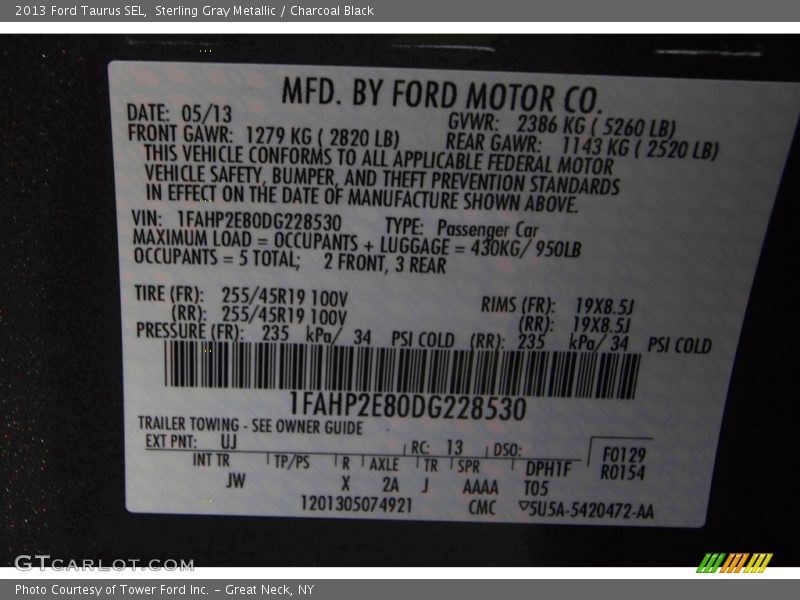 2013 Ford Taurus SEL, Sterling Gray Metallic / Charcoal Black
MFD. BY FORD MOTOR CO.
DATE: 05/13 GVWR: 2386 KG ( 5260 LB)
FRONT GAWR: 1279 KG ( 2820 LB) REAR GAWR: 1143 KG ( 2520 LB)
THIS VEHICLE CONFORMS TO ALL APPLICABLE FEDERAL MOTOR
VEHICLE SAFETY, BUMPER, AND THEFT PREVENTION STANDARDS
IN EFFECT ON THE DATE OF MANUFACTURE SHOWN ABOVE.
VIN: 1FAHP2E80DG228530 TYPE: Passenger Car
MAXIMUM LOAD = OCCUPANTS + LUGGAGE = 430KG/ 950LB
OCCUPANTS = 5 TOTAL; 2 FRONT, 3 REAR
TIRE (FR): 255/45R19 100V RIMS (FR): 19X8.5J
(RR): 255/45R19 100V (RR): 19X8.5J
PRESSURE (FR): 235 kPa/ 34 PSI COLD (RR): 235 kPa/ 34 PSI COLD
1FAHP2E80DG228530
TRAILER TOWING - SEE OWNER GUIDE
EXT PNT: UJ RC: 13 DSO: F0129
INT TR TP/PS R AXLE TR SPR DPH1F R0154
JW X 2A J AAAA T05
1201305074921 CMC ▽5U5A-5420472-AA
GTCARLOT.COM
Photo Courtesy of Tower Ford Inc. – Great Neck, NY